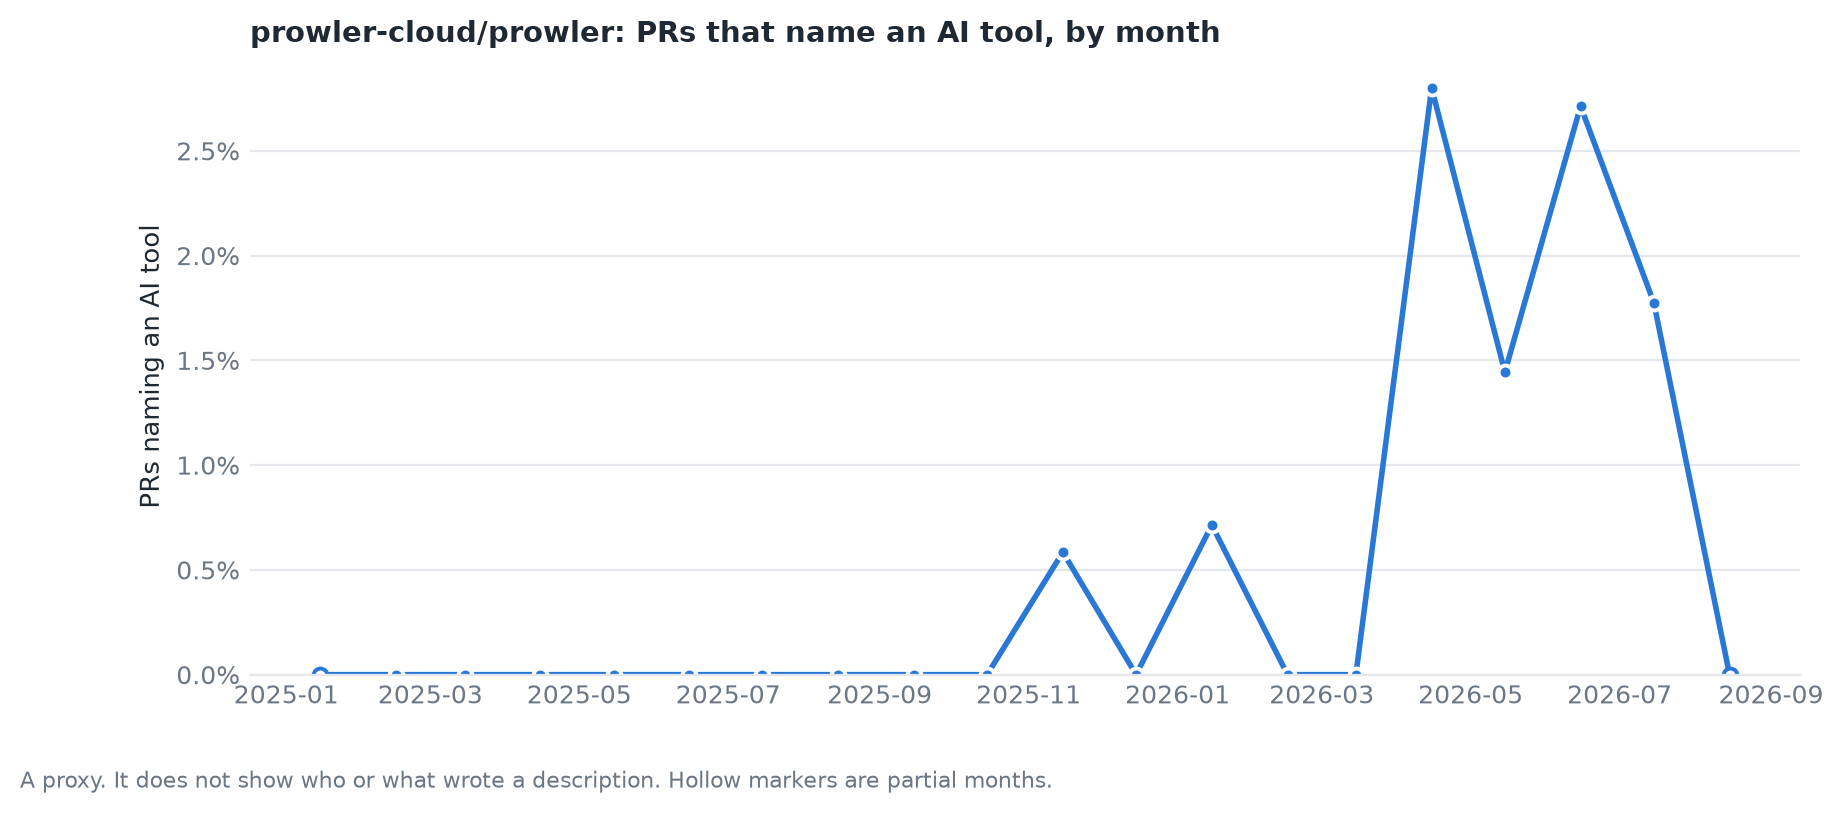 prowler-cloud/prowler: PRs that name an AI tool, by month
PRs naming an AI tool
2.5%
2.0%
1.5%
1.0%
0.5%
0.0%
2025-01 2025-03 2025-05 2025-07 2025-09 2025-11 2026-01 2026-03 2026-05 2026-07 2026-09
A proxy. It does not show who or what wrote a description. Hollow markers are partial months.